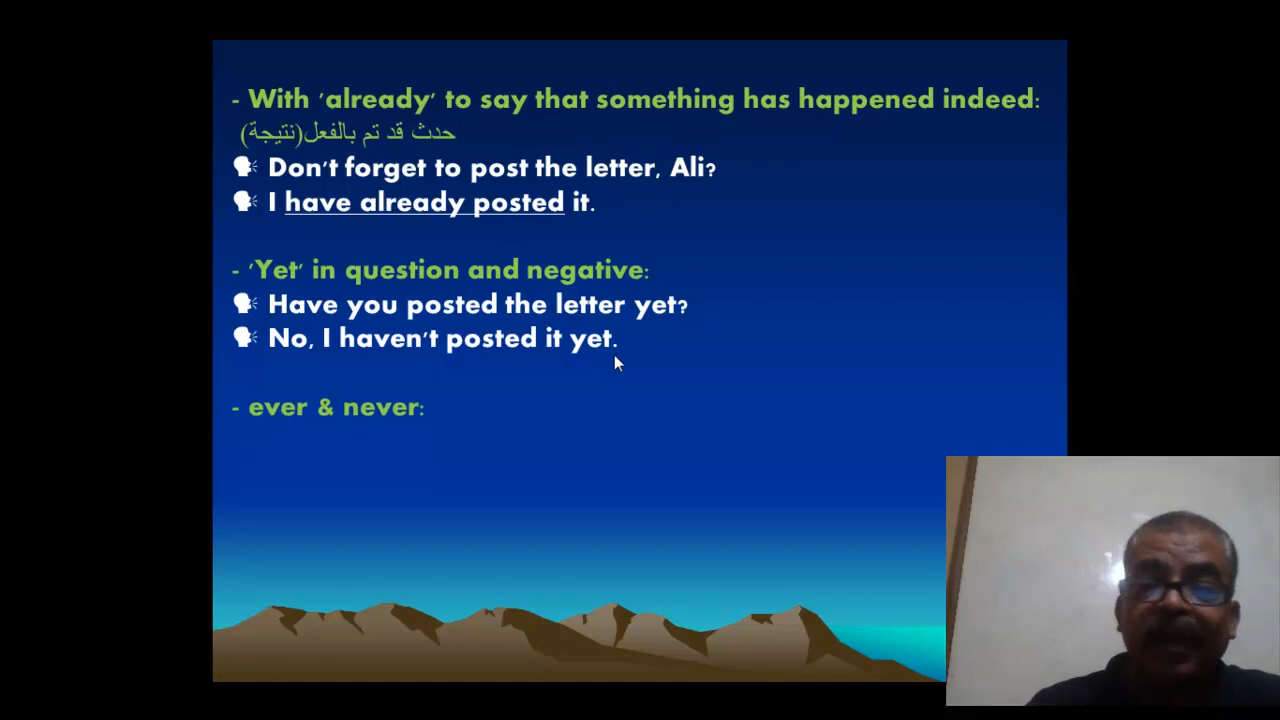 - With 'already' to say that something has happened indeed:
حدث قد تم بالفعل(نتيجة)
Don't forget to post the letter, Ali?
I have already posted it.
- 'Yet' in question and negative:
Have you posted the letter yet?
No, I haven't posted it yet.
- ever & never: